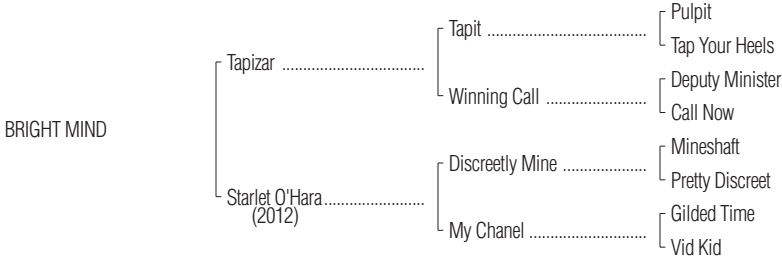 Pulpit
Tapit ....................................
Tap Your Heels
Tapizar ...................................
Deputy Minister
Winning Call .........................
Call Now
BRIGHT MIND
Mineshaft
Discreetly Mine .....................
Pretty Discreet
Starlet O'Hara.........................
(2012)
Gilded Time
My Chanel .............................
Vid Kid